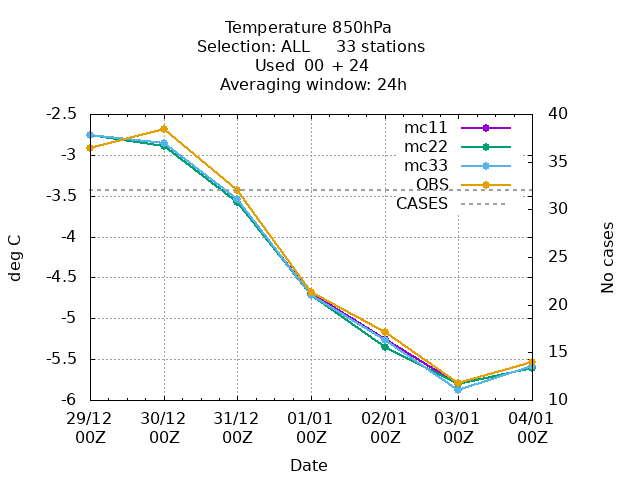 Temperature 850hPa
Selection: ALL 33 stations
Used 00 + 24
Averaging window: 24h
-2.5
-3
-3.5
-4
-4.5
-5
-5.5
-6
40
35
30
25
20
15
10
mc11
mc22
mc33
OBS
CASES
deg C
No cases
29/12 30/12 31/12 01/01 02/01 03/01 04/01
00Z 00Z 00Z 00Z 00Z 00Z 00Z
Date